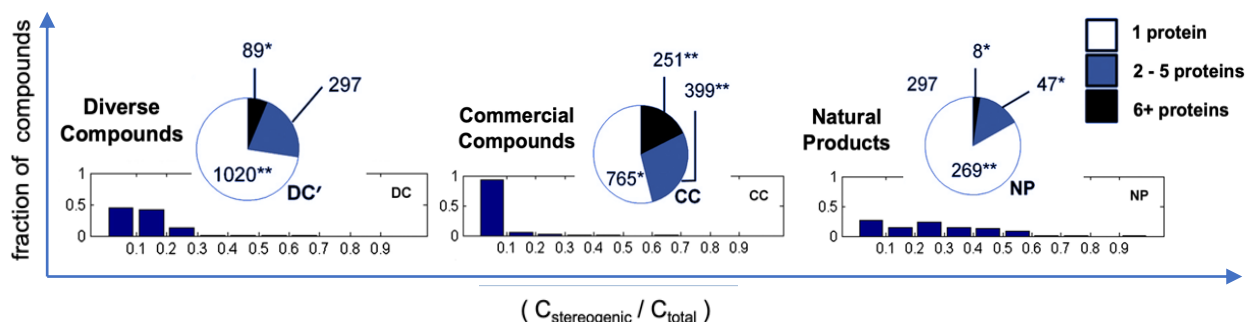 fraction of compounds
Diverse
Compounds
89*
297
1020**
DC′
DC
1
0.5
0
0.1 0.2 0.3 0.4 0.5 0.6 0.7 0.8 0.9
Commercial
Compounds
251**
399**
765*
CC
CC
1
0.5
0
0.1 0.2 0.3 0.4 0.5 0.6 0.7 0.8 0.9
Natural
Products
297
8*
47*
269**
NP
NP
1
0.5
0
0.1 0.2 0.3 0.4 0.5 0.6 0.7 0.8 0.9
1 protein
2 - 5 proteins
6+ proteins
( C_stereogenic / C_total )